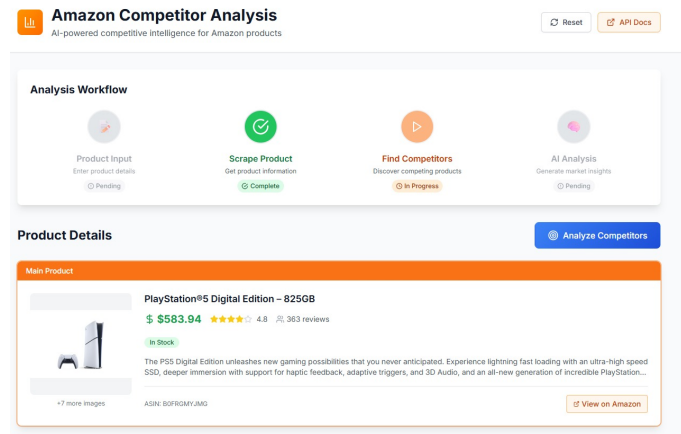 Amazon Competitor Analysis
AI-powered competitive intelligence for Amazon products
Reset
API Docs
Analysis Workflow
Product Input
Enter product details
Pending
Scrape Product
Get product information
Complete
Find Competitors
Discover competing products
In Progress
AI Analysis
Generate market insights
Pending
Product Details
Analyze Competitors
Main Product
PlayStation®5 Digital Edition – 825GB
$ $583.94 4.8 363 reviews
In Stock
The PS5 Digital Edition unleashes new gaming possibilities that you never anticipated. Experience lightning fast loading with an ultra-high speed
SSD, deeper immersion with support for haptic feedback, adaptive triggers, and 3D Audio, and an all-new generation of incredible PlayStation...
+7 more images
ASIN: B0FRGMYJMG
View on Amazon